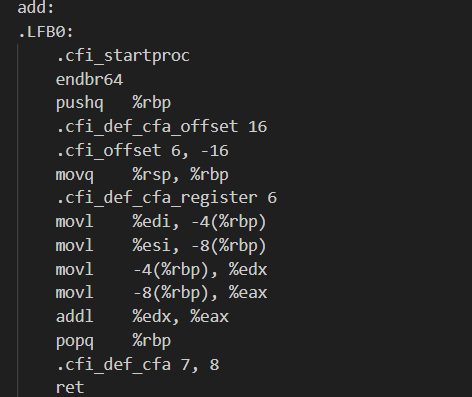 add:
.LFB0:
.cfi_startproc
endbr64
pushq %rbp
.cfi_def_cfa_offset 16
.cfi_offset 6, -16
movq %rsp, %rbp
.cfi_def_cfa_register 6
movl %edi, -4(%rbp)
movl %esi, -8(%rbp)
movl -4(%rbp), %edx
movl -8(%rbp), %eax
addl %edx, %eax
popq %rbp
.cfi_def_cfa 7, 8
ret